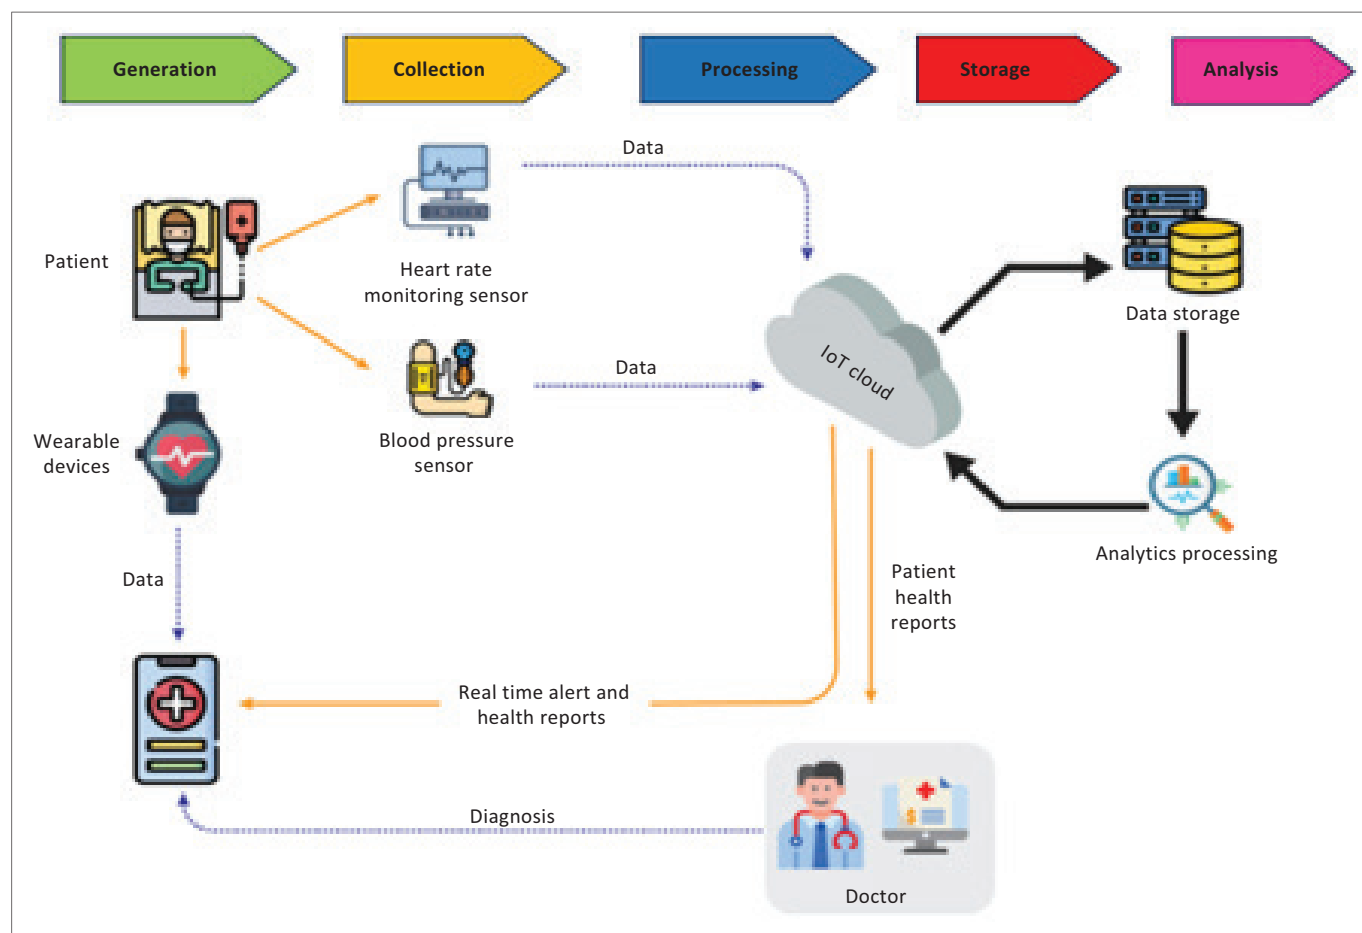 Generation
Collection
Processing
Storage
Analysis
Data
Patient
Heart rate
monitoring sensor
Data storage
Data
IoT cloud
Wearable
devices
Blood pressure
sensor
Analytics processing
Data
Patient
health
reports
Real time alert and
health reports
Diagnosis
Doctor